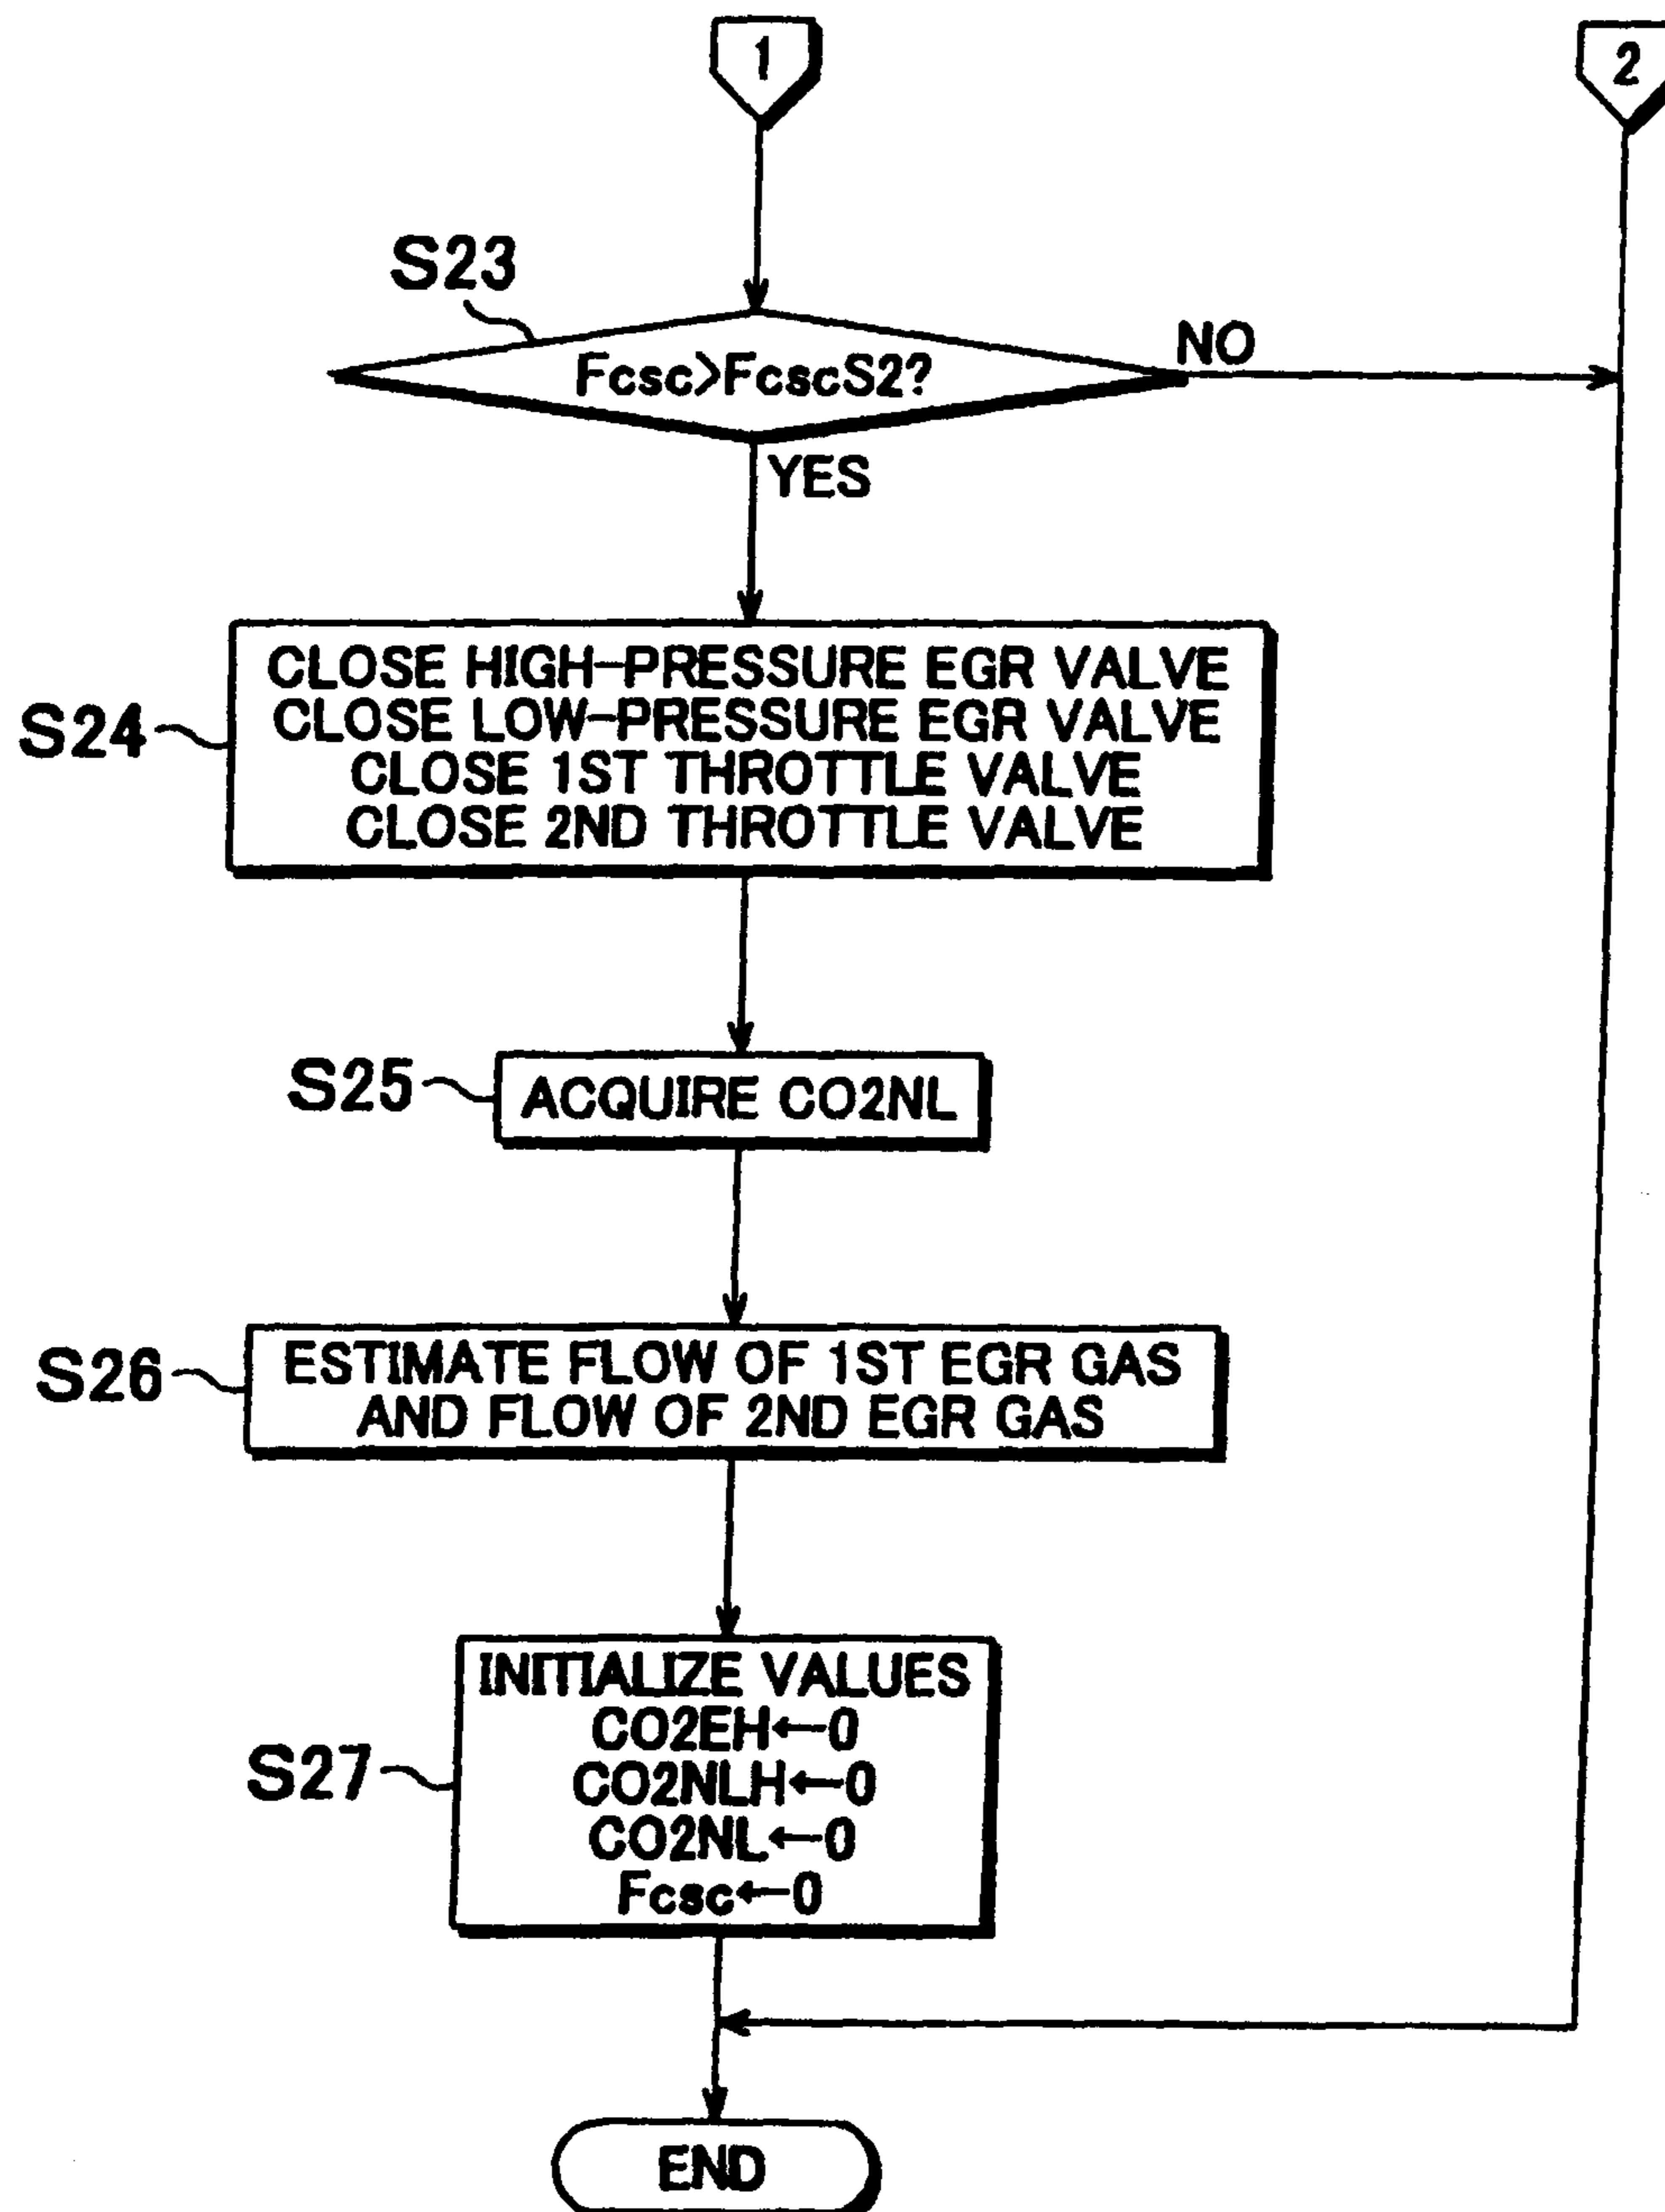 1
2
S23
Fcsc>FcscS2?
NO
YES
S24
CLOSE HIGH-PRESSURE EGR VALVE
CLOSE LOW-PRESSURE EGR VALVE
CLOSE 1ST THROTTLE VALVE
CLOSE 2ND THROTTLE VALVE
S25
ACQUIRE CO2NL
S26
ESTIMATE FLOW OF 1ST EGR GAS
AND FLOW OF 2ND EGR GAS
S27
INITIALIZE VALUES
CO2EH←0
CO2NLH←0
CO2NL←0
Fcsc←0
END